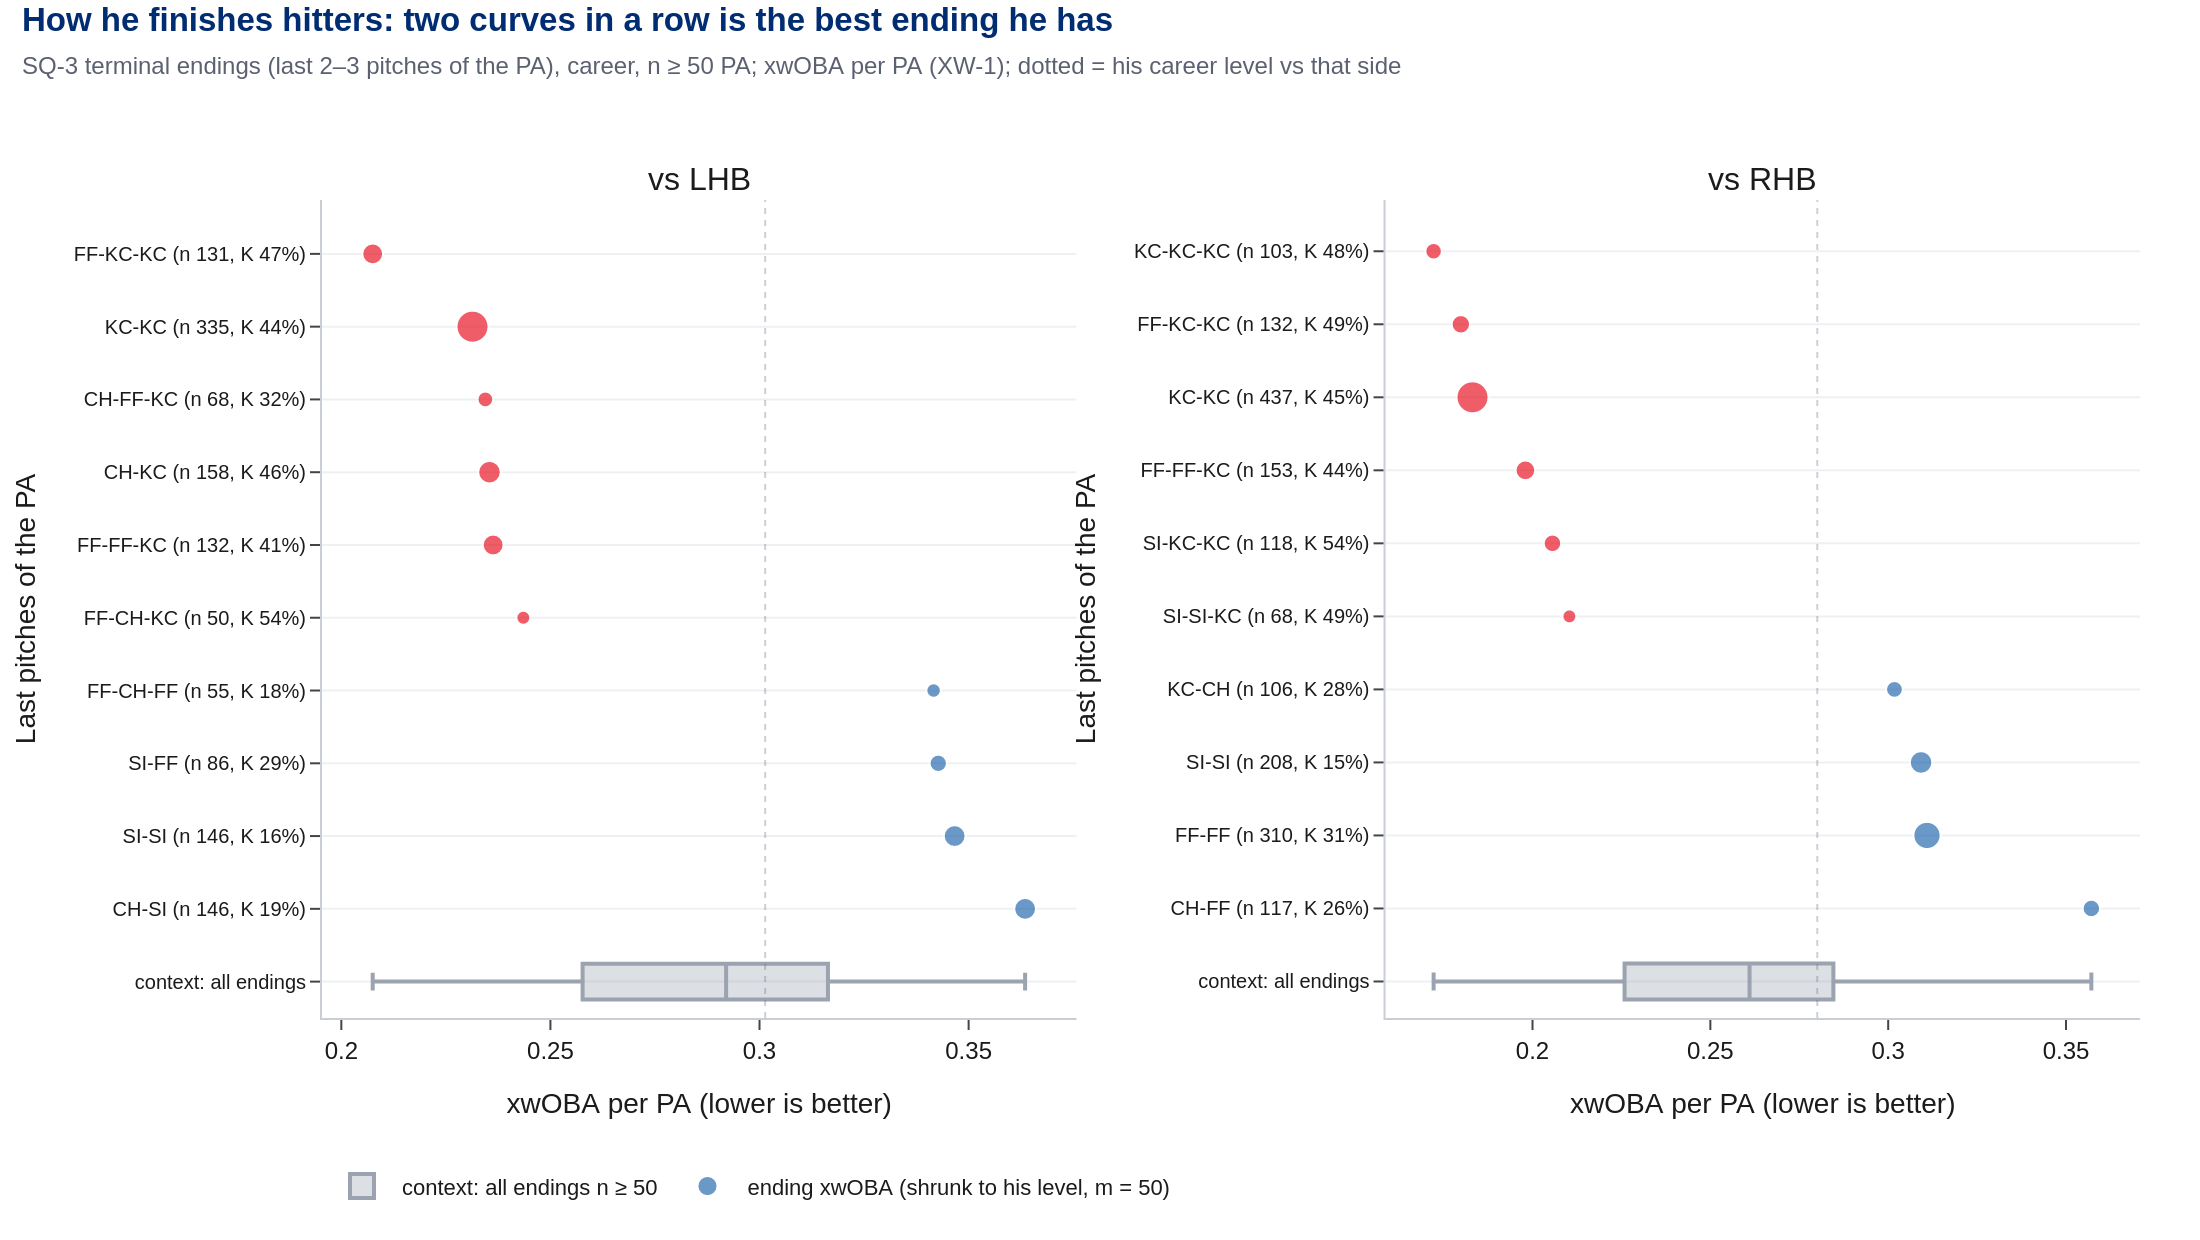 How he finishes hitters: two curves in a row is the best ending he has
SQ-3 terminal endings (last 2–3 pitches of the PA), career, n ≥ 50 PA; xwOBA per PA (XW-1); dotted = his career level vs that side
vs LHB
Last pitches of the PA
FF-KC-KC (n 131, K 47%)
KC-KC (n 335, K 44%)
CH-FF-KC (n 68, K 32%)
CH-KC (n 158, K 46%)
FF-FF-KC (n 132, K 41%)
FF-CH-KC (n 50, K 54%)
FF-CH-FF (n 55, K 18%)
SI-FF (n 86, K 29%)
SI-SI (n 146, K 16%)
CH-SI (n 146, K 19%)
context: all endings
0.2 0.25 0.3 0.35
xwOBA per PA (lower is better)
vs RHB
Last pitches of the PA
KC-KC-KC (n 103, K 48%)
FF-KC-KC (n 132, K 49%)
KC-KC (n 437, K 45%)
FF-FF-KC (n 153, K 44%)
SI-KC-KC (n 118, K 54%)
SI-SI-KC (n 68, K 49%)
KC-CH (n 106, K 28%)
SI-SI (n 208, K 15%)
FF-FF (n 310, K 31%)
CH-FF (n 117, K 26%)
context: all endings
0.2 0.25 0.3 0.35
xwOBA per PA (lower is better)
context: all endings n ≥ 50
ending xwOBA (shrunk to his level, m = 50)